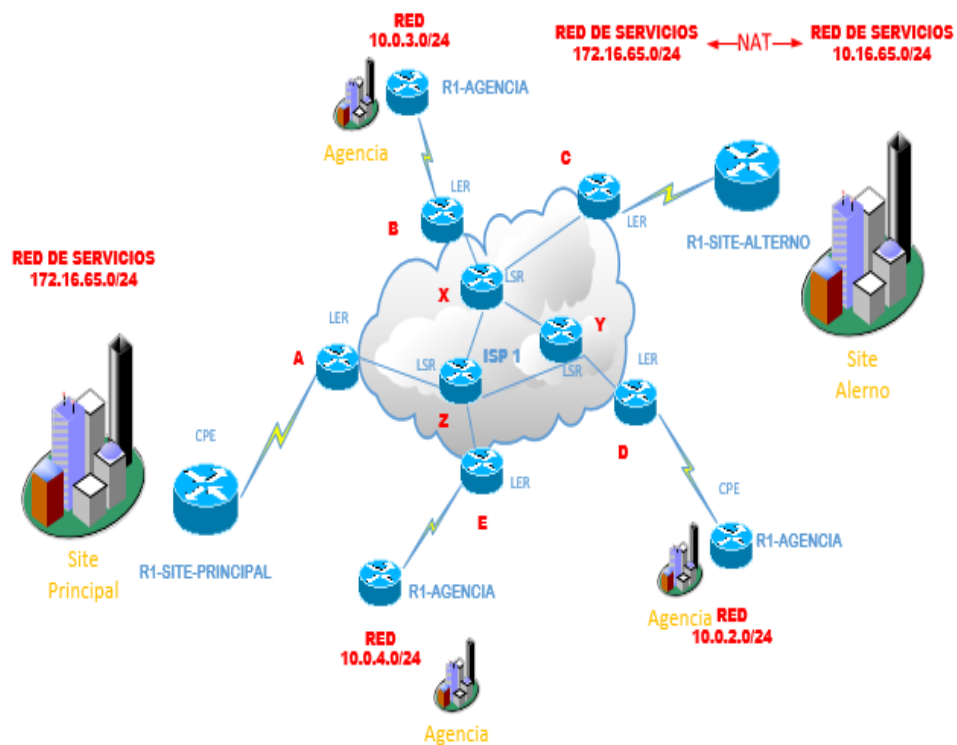 RED
10.0.3.0/24
RED DE SERVICIOS
172.16.65.0/24
NAT
RED DE SERVICIOS
10.16.65.0/24
R1-AGENCIA
Agencia
C
LER
B
LER
R1-SITE-ALTERNO
RED DE SERVICIOS
172.16.65.0/24
LSR
X
LER
Y
A
LSR
ISP 1
LSR
LER
Site
Alerno
Z
D
CPE
LER
E
CPE
Site
Principal
R1-SITE-PRINCIPAL
R1-AGENCIA
R1-AGENCIA
Agencia
RED
10.0.2.0/24
RED
10.0.4.0/24
Agencia